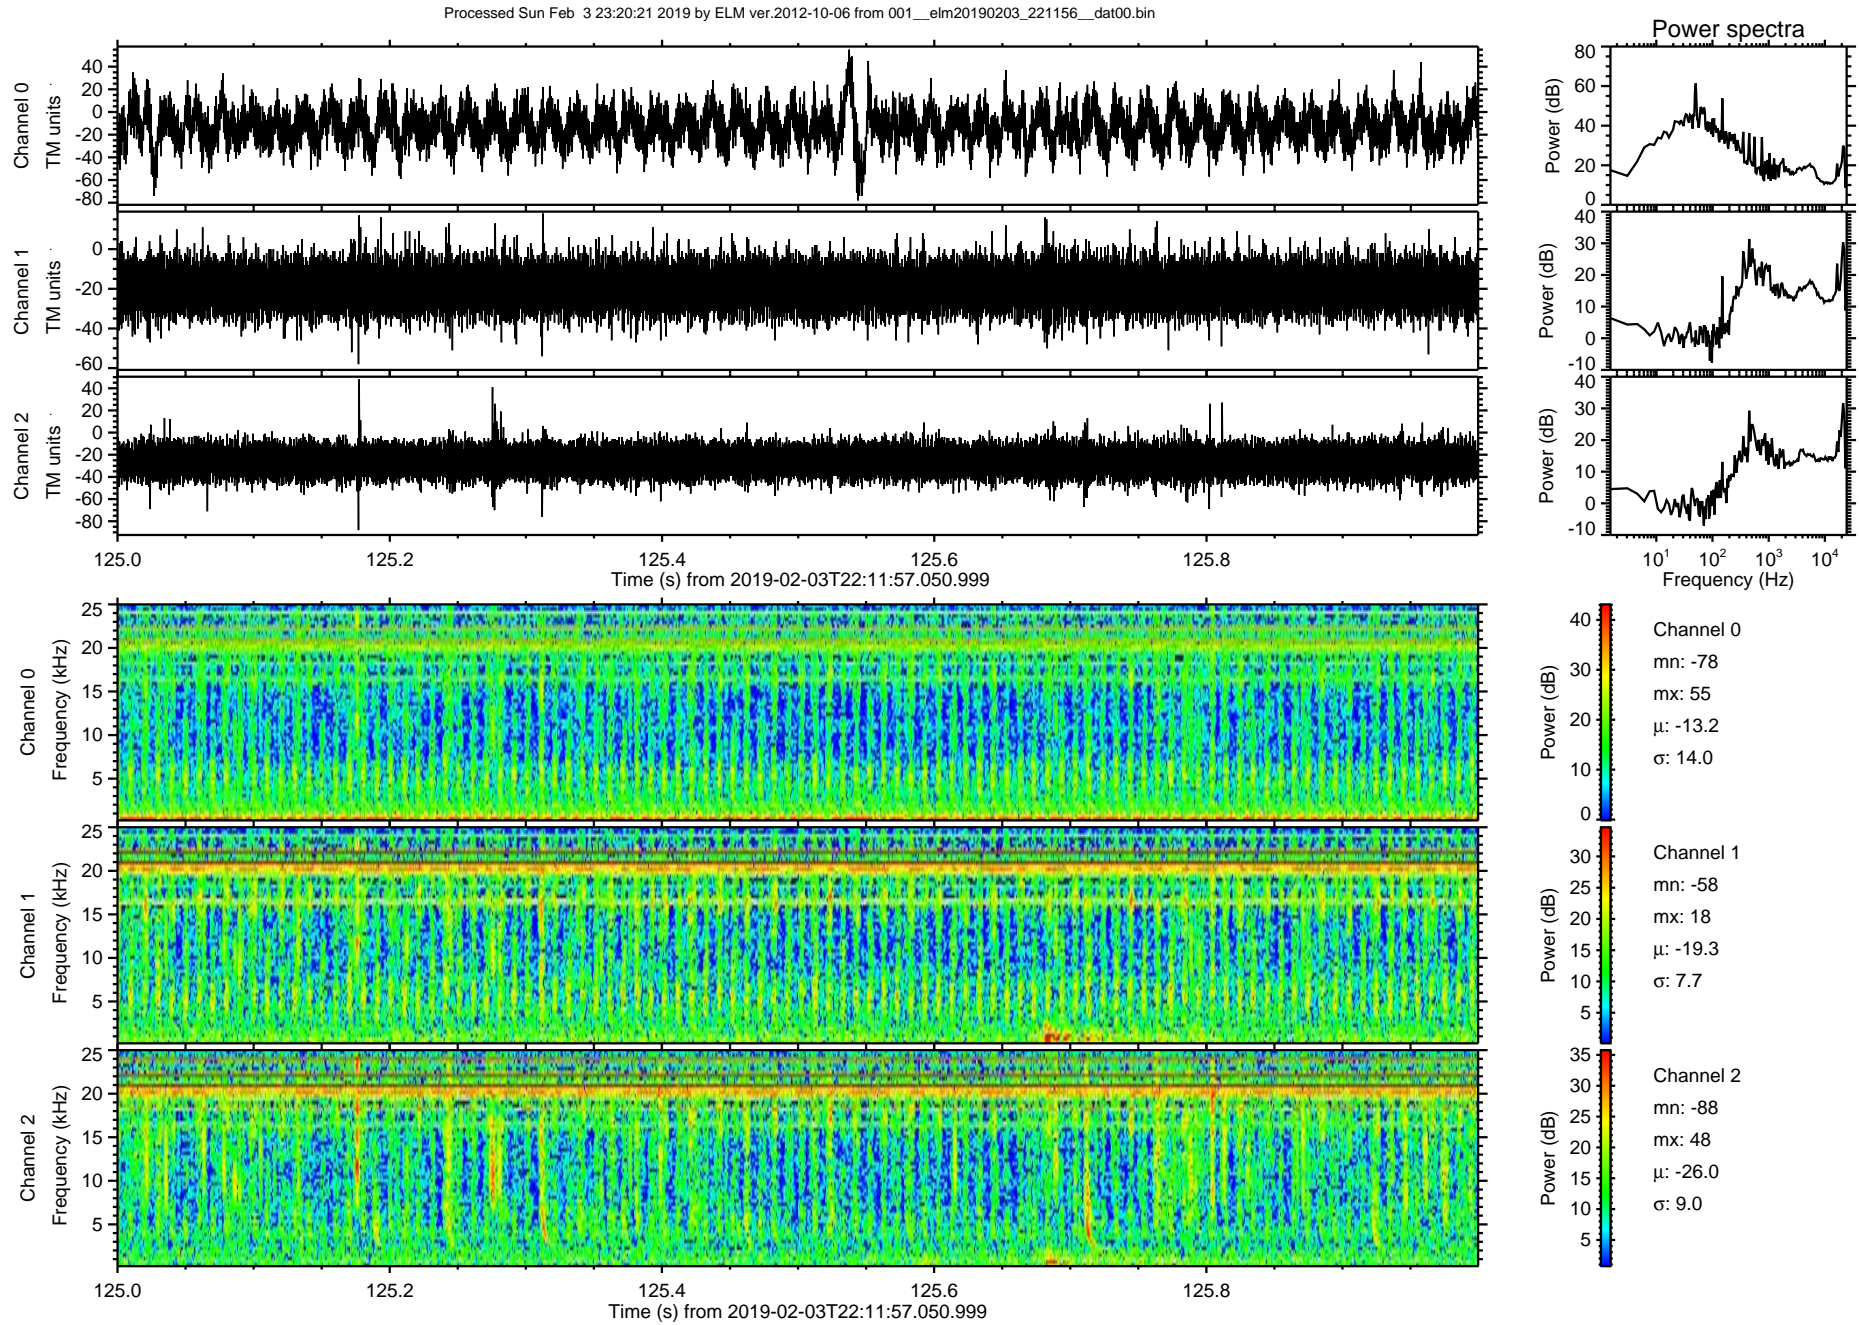 Processed Sun Feb  3 23:20:21 2019 by ELM ver.2012-10-06 from 001__elm20190203_221156__dat00.bin
Power spectra
Channel 0
TM units
40
20
0
-20
-40
-60
-80
Power (dB)
80
60
40
20
0
Channel 1
TM units
0
-20
-40
-60
Power (dB)
40
30
20
10
0
-10
Channel 2
TM units
40
20
0
-20
-40
-60
-80
Power (dB)
40
30
20
10
0
-10
125.0 125.2 125.4 125.6 125.8
Time (s) from 2019-02-03T22:11:57.050.999
10¹ 10² 10³ 10⁴
Frequency (Hz)
Channel 0
Frequency (kHz)
25
20
15
10
5
Power (dB)
40
30
20
10
0
Channel 0
mn: -78
mx: 55
μ: -13.2
σ: 14.0
Channel 1
Frequency (kHz)
25
20
15
10
5
Power (dB)
30
25
20
15
10
5
Channel 1
mn: -58
mx: 18
μ: -19.3
σ: 7.7
Channel 2
Frequency (kHz)
25
20
15
10
5
Power (dB)
35
30
25
20
15
10
5
Channel 2
mn: -88
mx: 48
μ: -26.0
σ: 9.0
125.0 125.2 125.4 125.6 125.8
Time (s) from 2019-02-03T22:11:57.050.999